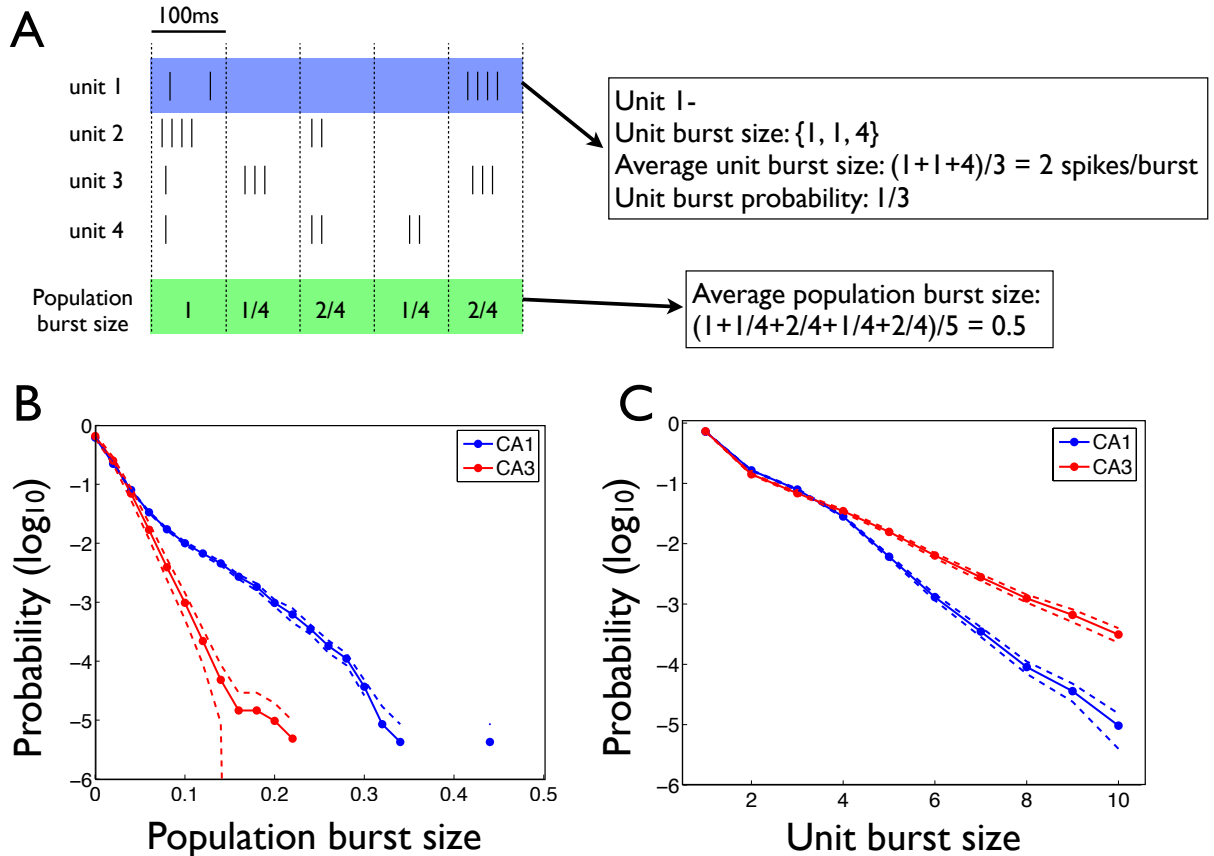 A
100ms
unit 1
unit 2
unit 3
unit 4
Population
burst size
1 1/4 2/4 1/4 2/4
Unit 1-
Unit burst size: {1, 1, 4}
Average unit burst size: (1+1+4)/3 = 2 spikes/burst
Unit burst probability: 1/3
Average population burst size:
(1+1/4+2/4+1/4+2/4)/5 = 0.5
B
Probability (log10)
0
−1
−2
−3
−4
−5
−6
0 0.1 0.2 0.3 0.4 0.5
Population burst size
CA1
CA3
C
Probability (log10)
0
−1
−2
−3
−4
−5
−6
2 4 6 8 10
Unit burst size
CA1
CA3